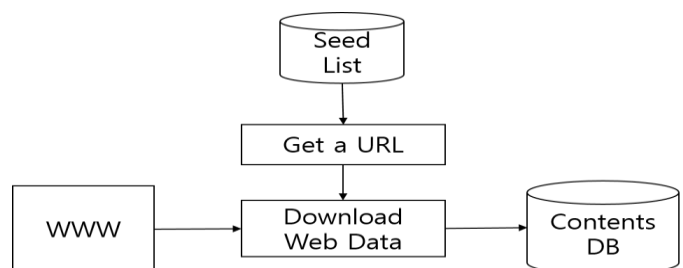 Seed
List
Get a URL
WWW
Download
Web Data
Contents
DB